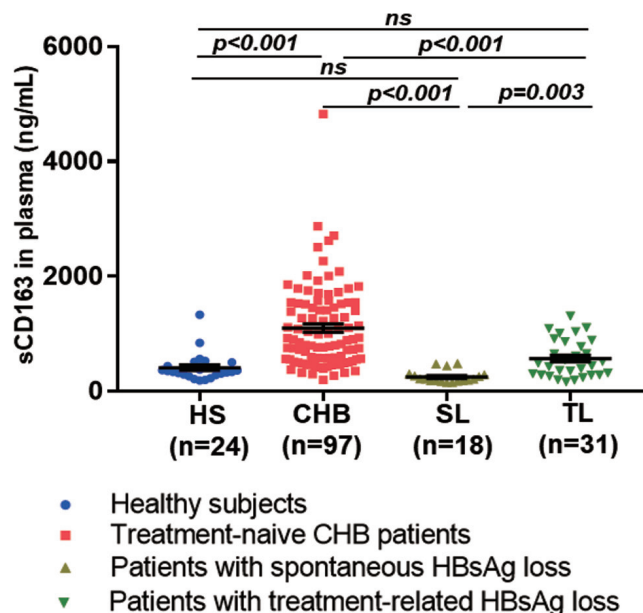 ns
p<0.001 p<0.001
ns
p<0.001 p=0.003
sCD163 in plasma (ng/mL)
6000
4000
2000
0
HS CHB SL TL
(n=24) (n=97) (n=18) (n=31)
Healthy subjects
Treatment-naive CHB patients
Patients with spontaneous HBsAg loss
Patients with treatment-related HBsAg loss